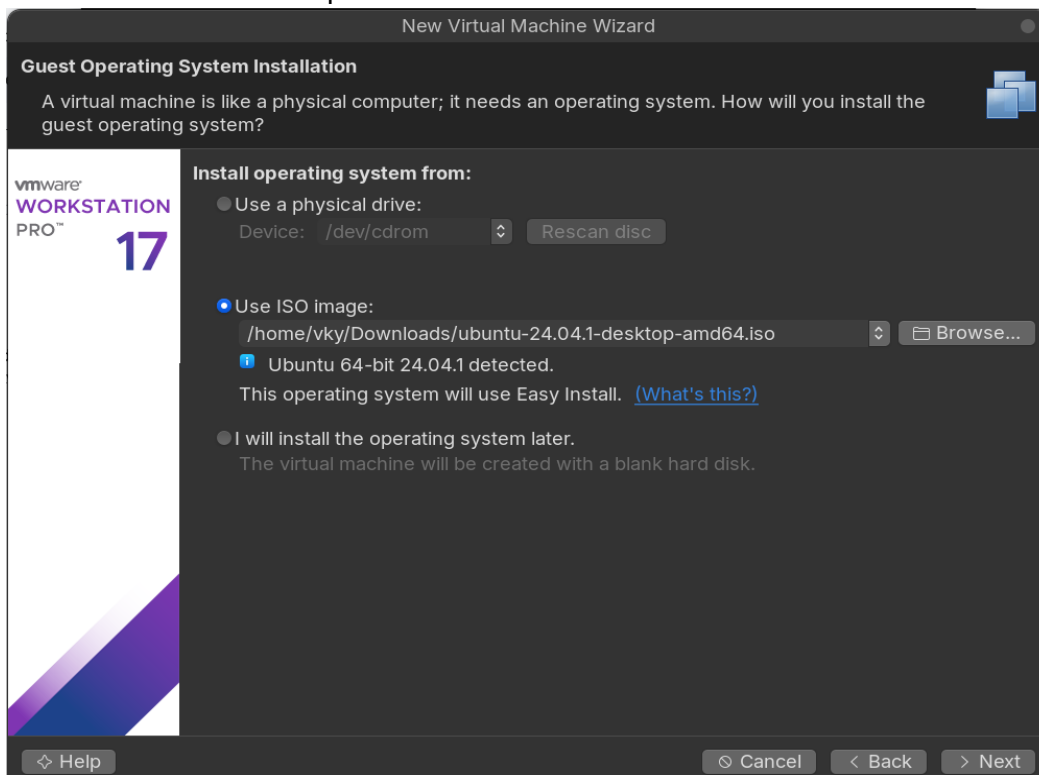 New Virtual Machine Wizard
Guest Operating System Installation
A virtual machine is like a physical computer; it needs an operating system. How will you install the
guest operating system?
vmware
WORKSTATION
PRO™
17
Install operating system from:
Use a physical drive:
Device: /dev/cdrom Rescan disc
Use ISO image:
/home/vky/Downloads/ubuntu-24.04.1-desktop-amd64.iso Browse...
Ubuntu 64-bit 24.04.1 detected.
This operating system will use Easy Install. (What's this?)
I will install the operating system later.
The virtual machine will be created with a blank hard disk.
Help Cancel < Back > Next